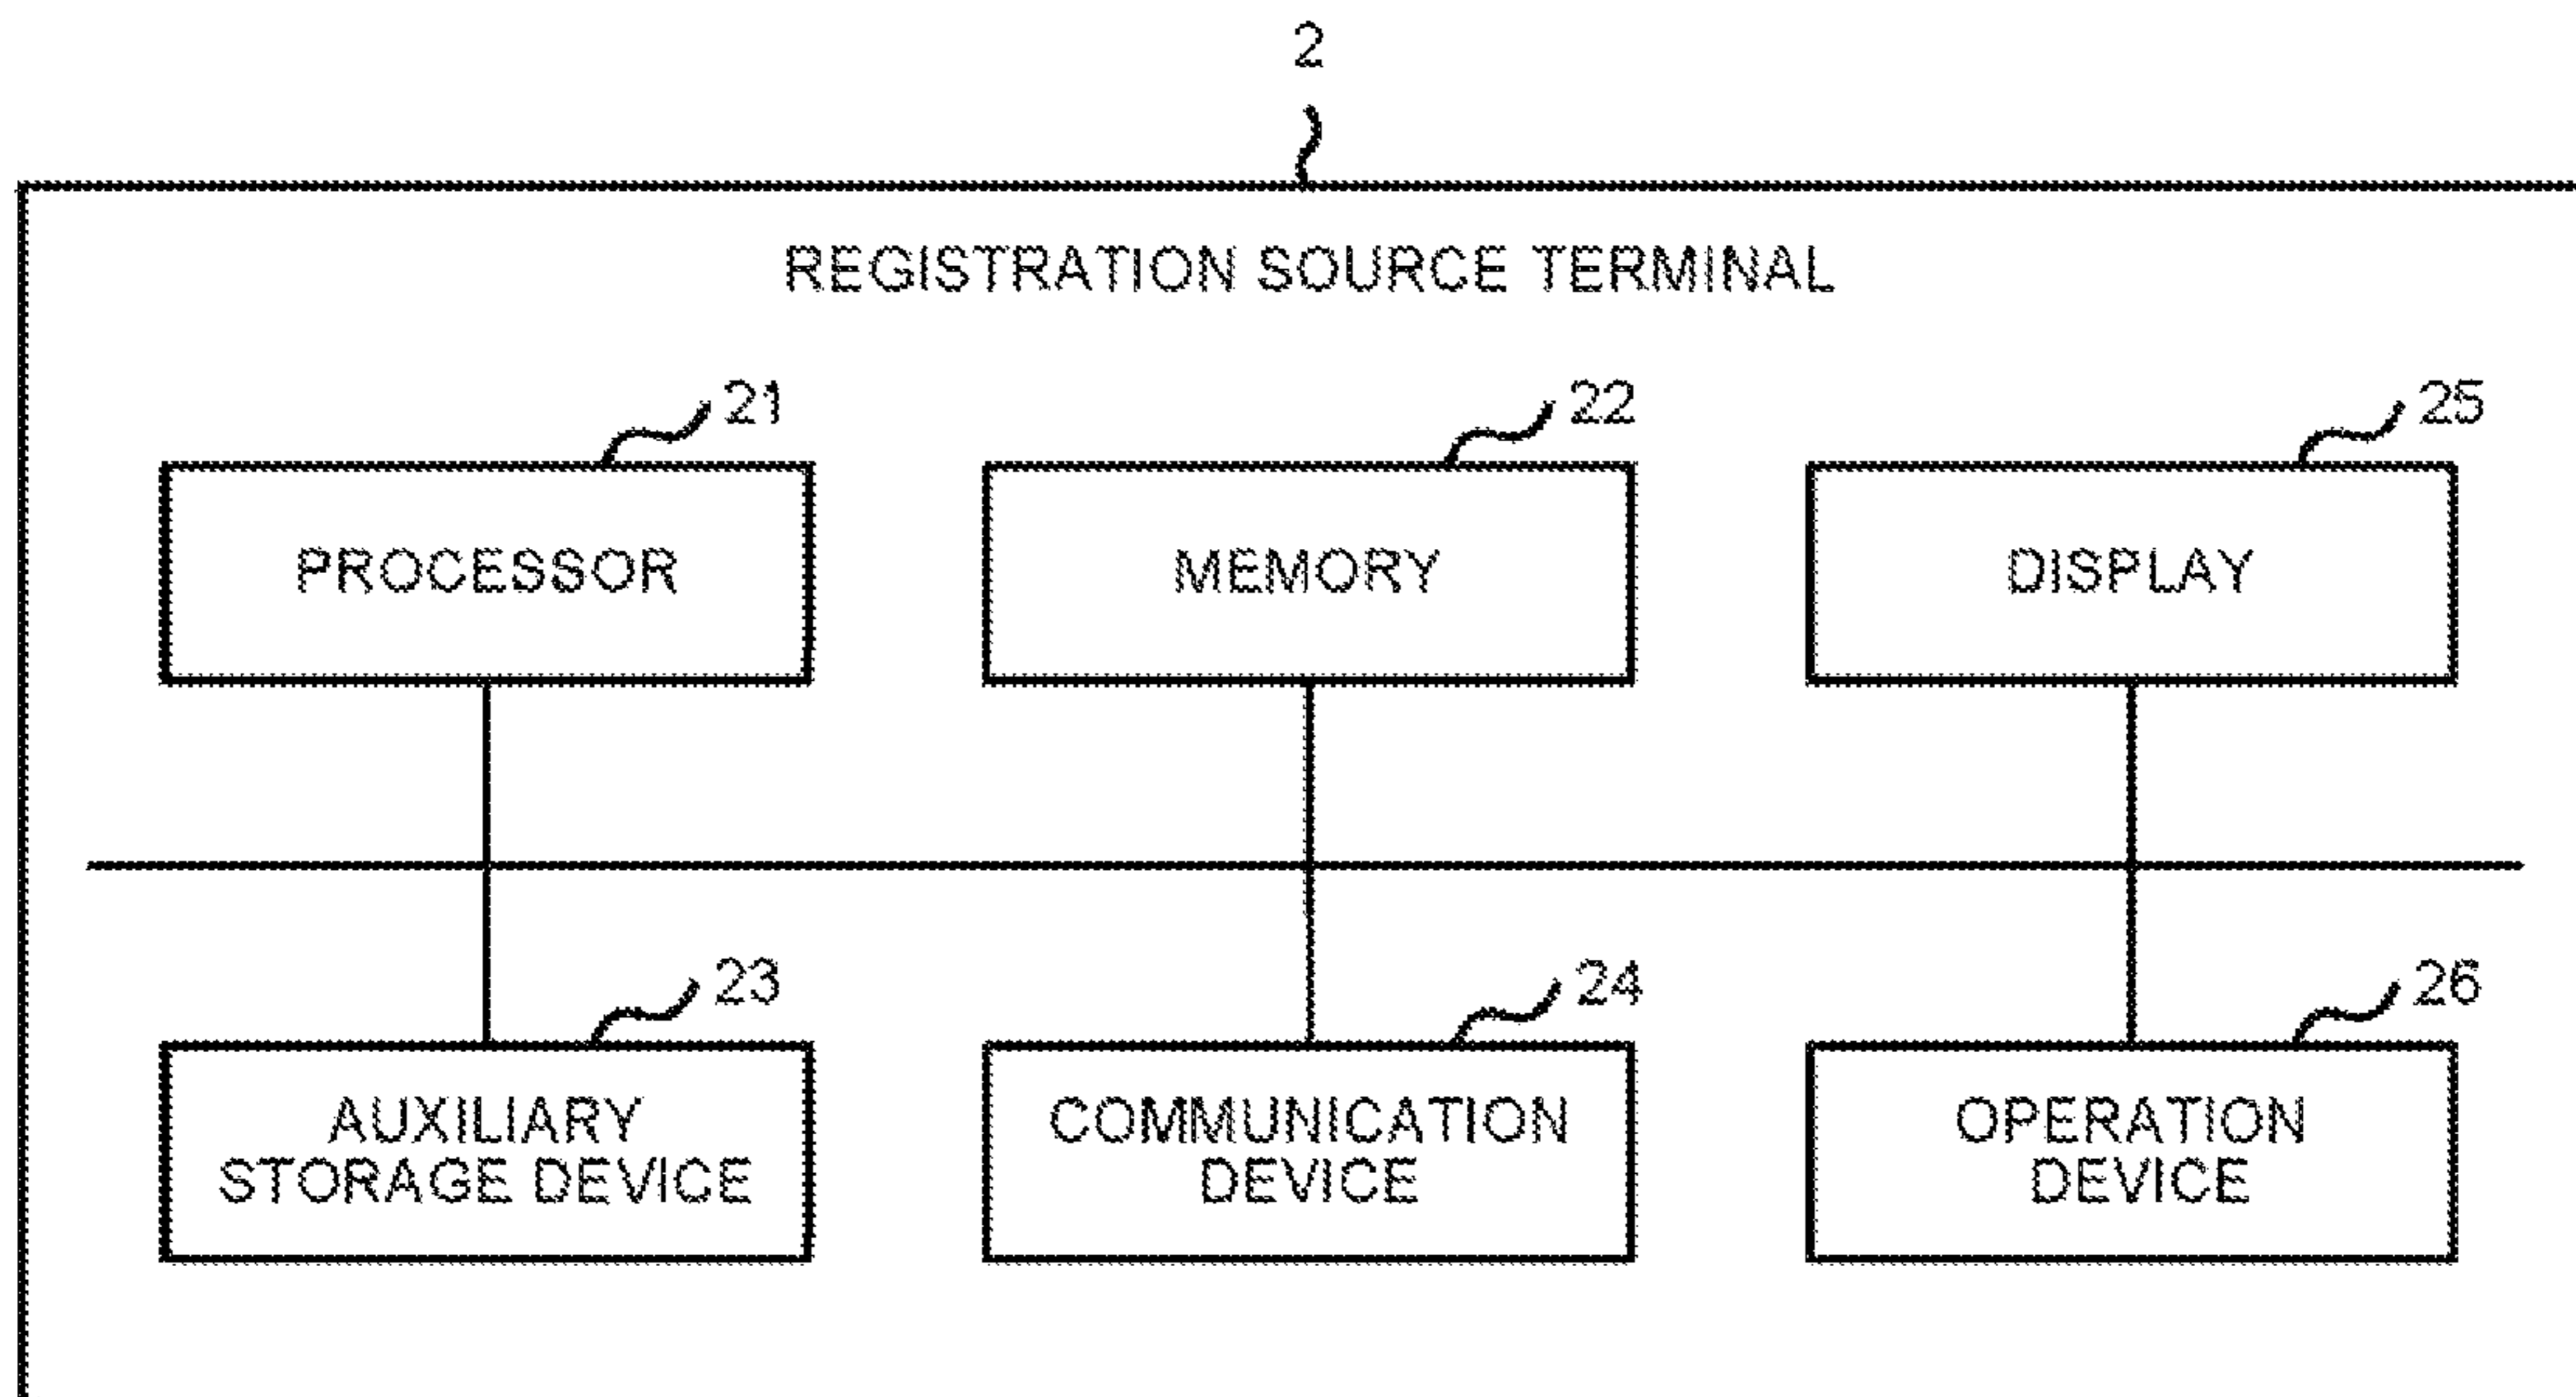 2
REGISTRATION SOURCE TERMINAL
21
22
25
PROCESSOR
MEMORY
DISPLAY
23
24
26
AUXILIARY
STORAGE DEVICE
COMMUNICATION
DEVICE
OPERATION
DEVICE